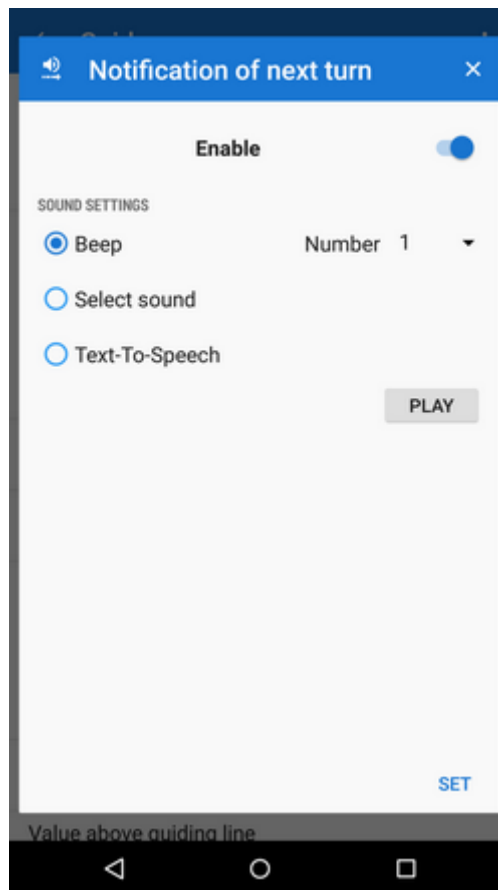 Notification of next turn
Enable
SOUND SETTINGS
Beep Number 1
Select sound
Text-To-Speech
PLAY
SET
Value above guiding line